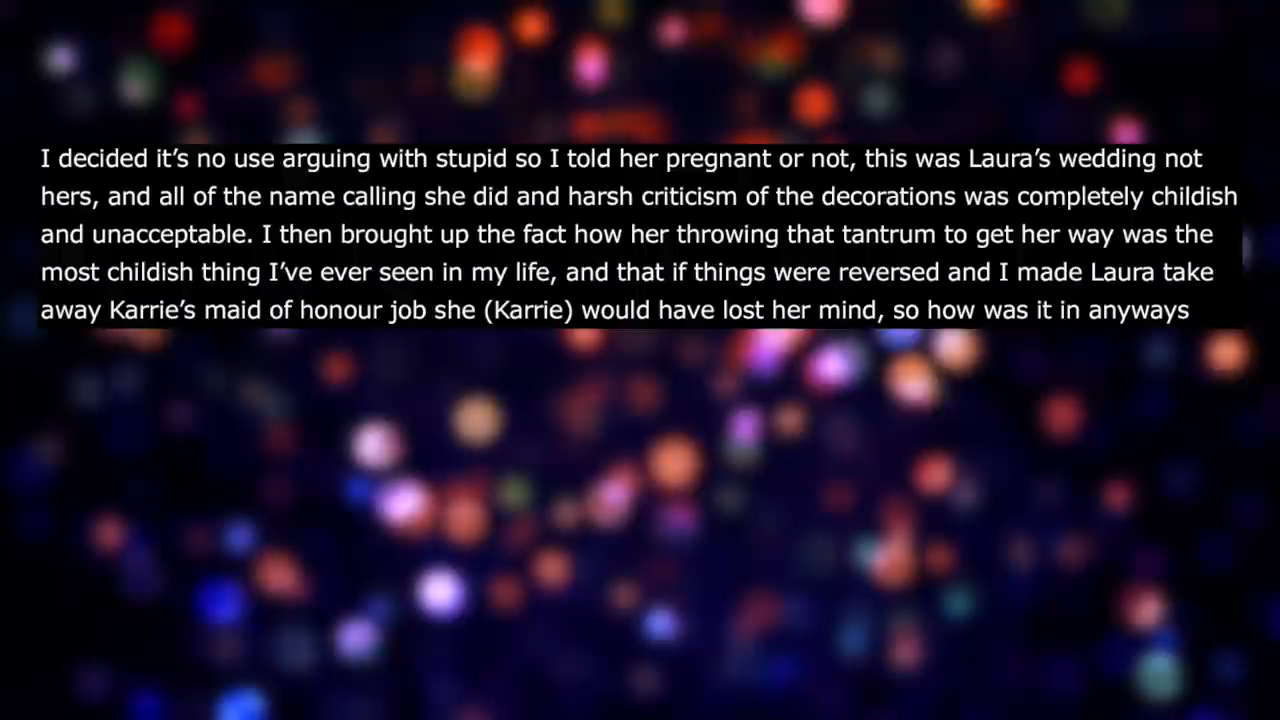 I decided it’s no use arguing with stupid so I told her pregnant or not, this was Laura’s wedding not
hers, and all of the name calling she did and harsh criticism of the decorations was completely childish
and unacceptable. I then brought up the fact how her throwing that tantrum to get her way was the
most childish thing I’ve ever seen in my life, and that if things were reversed and I made Laura take
away Karrie’s maid of honour job she (Karrie) would have lost her mind, so how was it in anyways